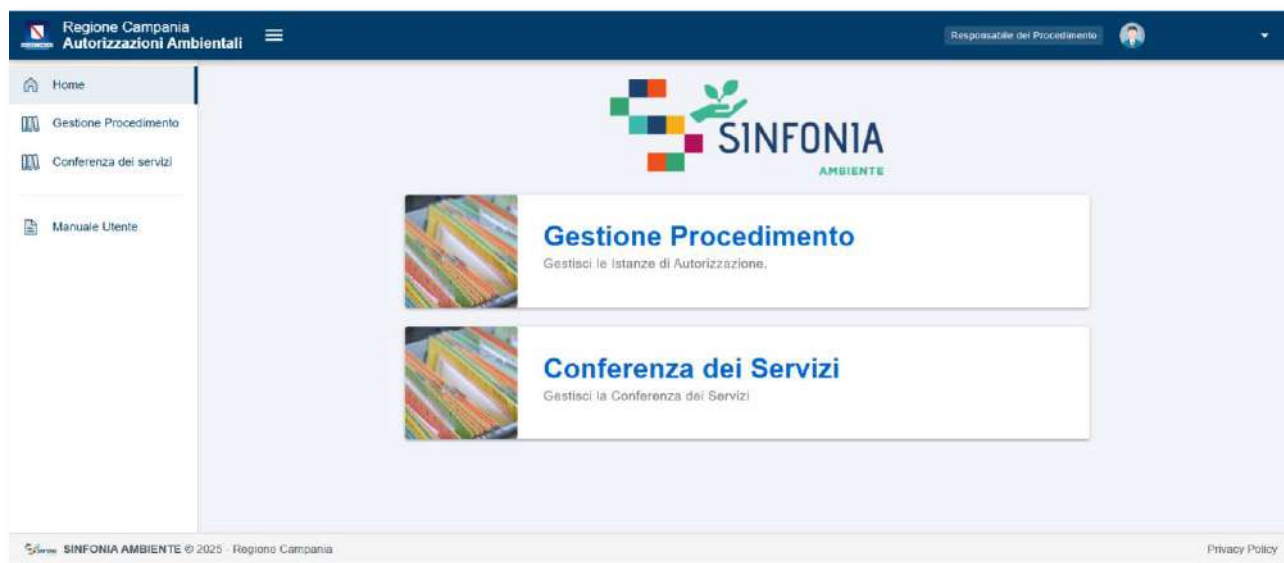 Regione Campania
Autorizzazioni Ambientali
Responsabile del Procedimento
Home
Gestione Procedimento
Conferenza dei servizi
Manuale Utente
SINFONIA
AMBIENTE
Gestione Procedimento
Gestisci le Istanze di Autorizzazione.
Conferenza dei Servizi
Gestisci la Conferenza dei Servizi
SINFONIA AMBIENTE © 2025 - Regione Campania
Privacy Policy